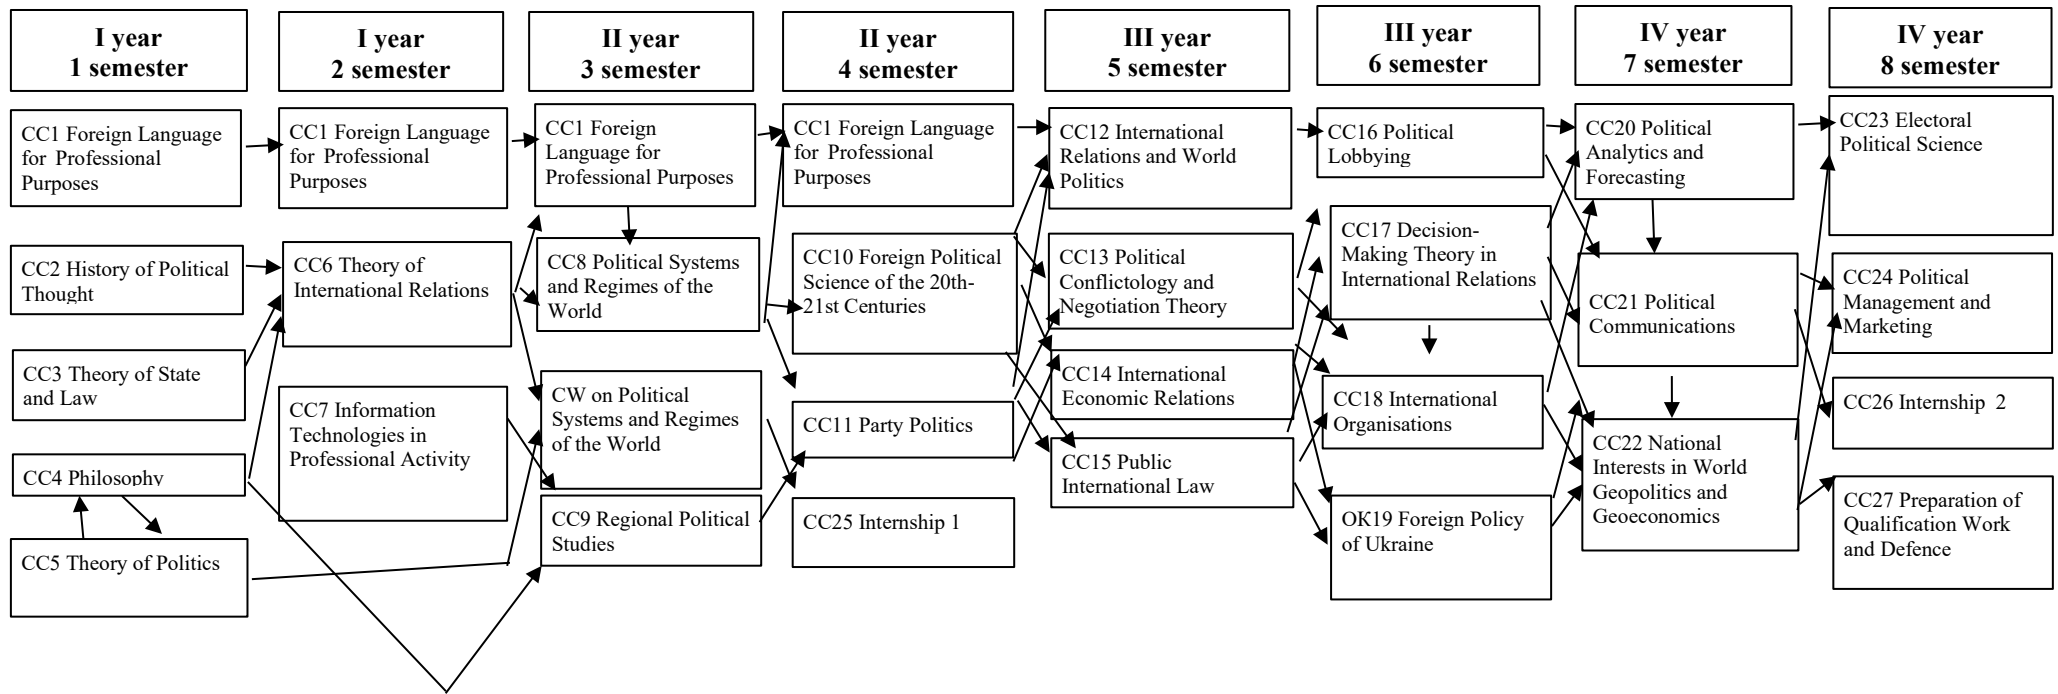 I year
1 semester
I year
2 semester
II year
3 semester
II year
4 semester
III year
5 semester
III year
6 semester
IV year
7 semester
IV year
8 semester
CC1 Foreign Language
for Professional
Purposes
CC2 History of Political
Thought
CC3 Theory of State
and Law
CC4 Philosophy
CC5 Theory of Politics
CC1 Foreign Language
for Professional
Purposes
CC6 Theory of
International Relations
CC7 Information
Technologies in
Professional Activity
CC1 Foreign
Language for
Professional Purposes
CC8 Political Systems
and Regimes of the
World
CW on Political
Systems and Regimes
of the World
CC9 Regional Political
Studies
CC1 Foreign Language
for Professional
Purposes
CC10 Foreign Political
Science of the 20th-
21st Centuries
CC11 Party Politics
CC25 Internship 1
CC12 International
Relations and World
Politics
CC13 Political
Conflictology and
Negotiation Theory
CC14 International
Economic Relations
CC15 Public
International Law
CC16 Political
Lobbying
CC17 Decision-
Making Theory in
International Relations
CC18 International
Organisations
OK19 Foreign Policy
of Ukraine
CC20 Political
Analytics and
Forecasting
CC21 Political
Communications
CC22 National
Interests in World
Geopolitics and
Geoeconomics
CC23 Electoral
Political Science
CC24 Political
Management and
Marketing
CC26 Internship 2
CC27 Preparation of
Qualification Work
and Defence